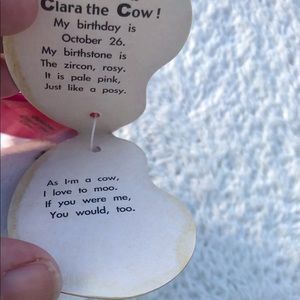 Clara the Cow!
My birthday is
October 26.
My birthstone is
The zircon, rosy.
It is pale pink,
Just like a posy.
As I'm a cow,
I love to moo.
If you were me,
You would, too.